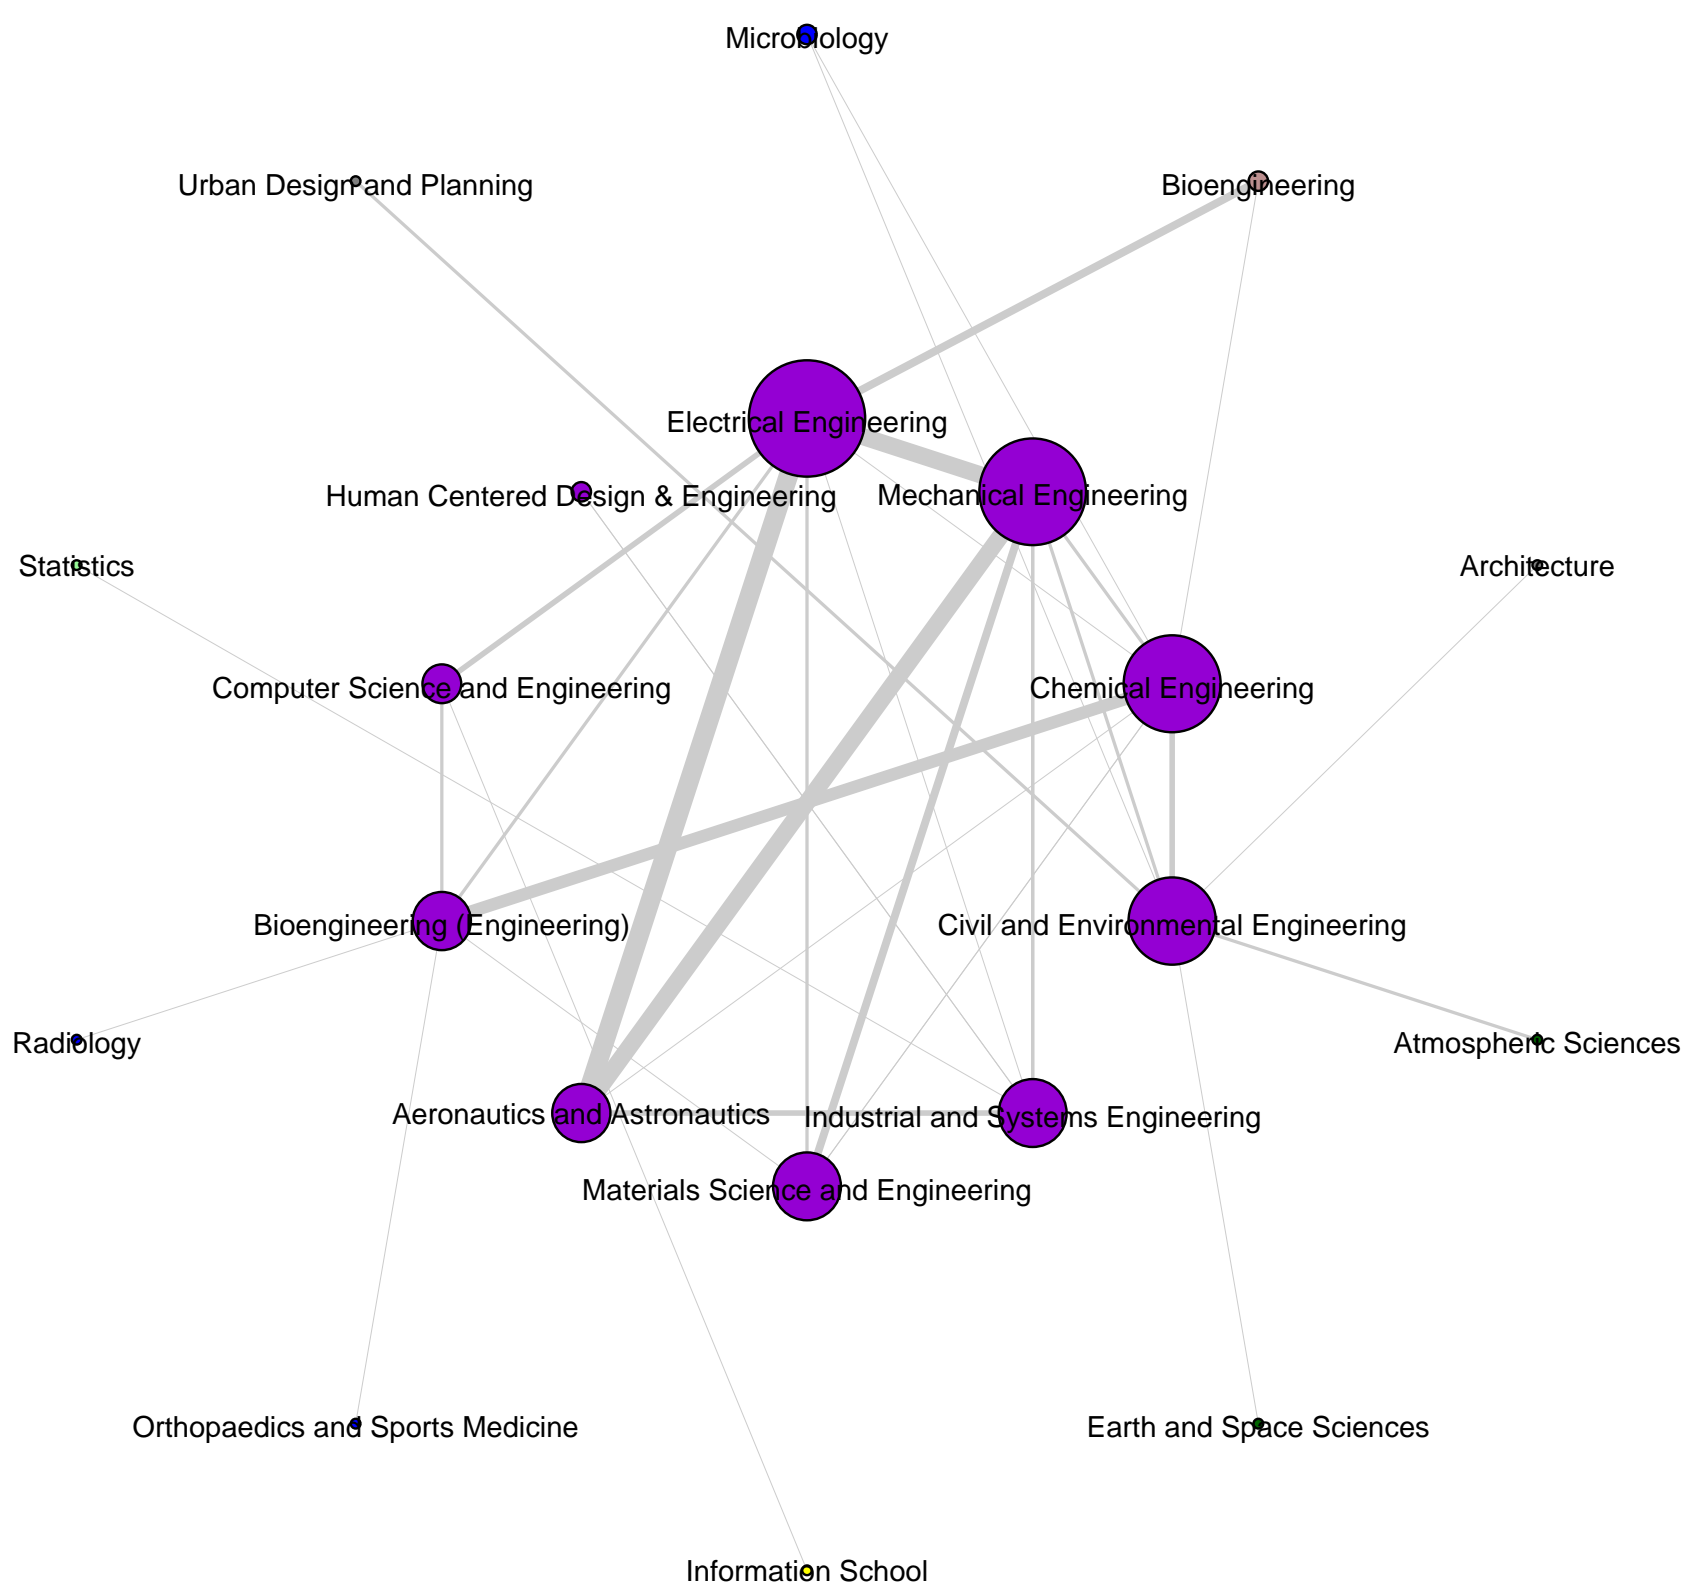 Microbiology
Urban Design and Planning
Bioengineering
Electrical Engineering
Human Centered Design & Engineering
Mechanical Engineering
Statistics
Architecture
Computer Science and Engineering
Chemical Engineering
Bioengineering (Engineering)
Civil and Environmental Engineering
Radiology
Atmospheric Sciences
Aeronautics and Astronautics
Industrial and Systems Engineering
Materials Science and Engineering
Orthopaedics and Sports Medicine
Earth and Space Sciences
Information School